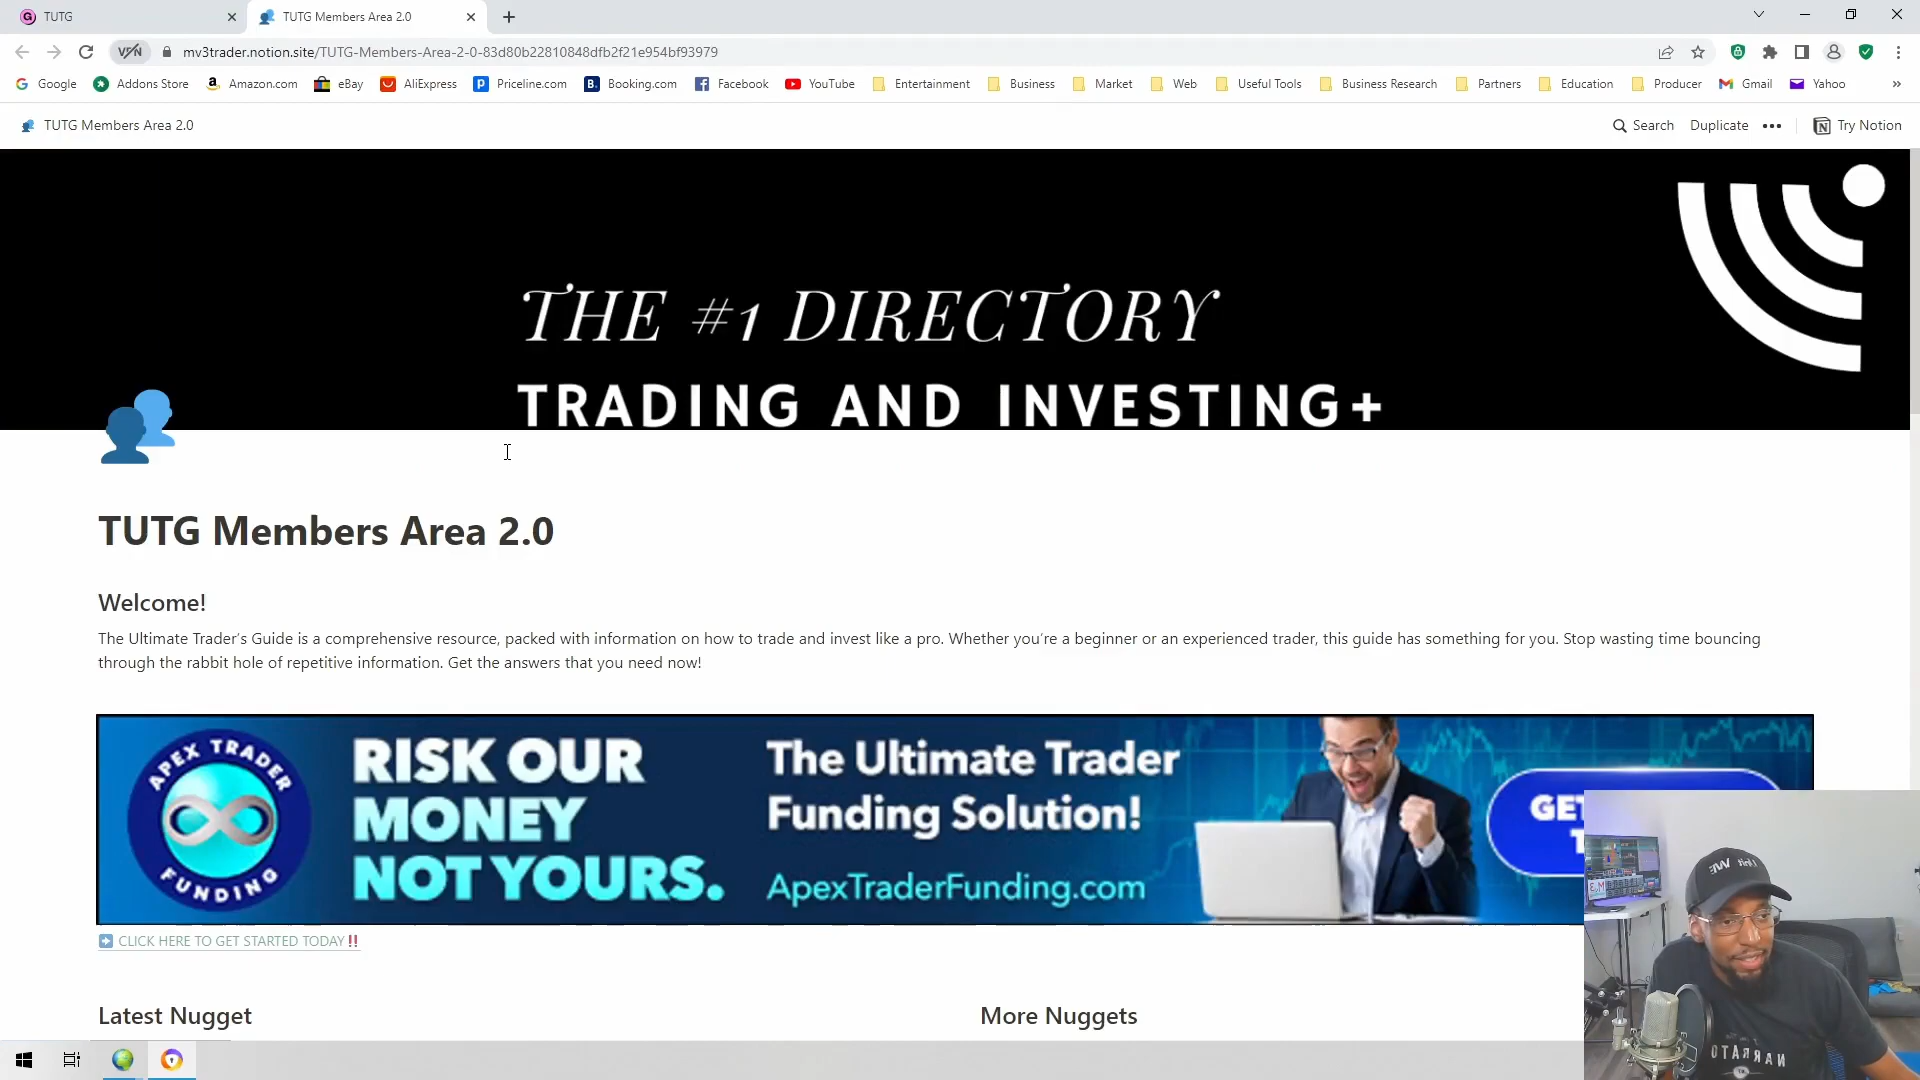 TUTG
TUTG Members Area 2.0
VPN
mv3trader.notion.site/TUTG-Members-Area-2-0-83d80b22810848dfb2f21e954bf93979
Google
Addons Store
Amazon.com
eBay
AliExpress
Priceline.com
Booking.com
Facebook
YouTube
Entertainment
Business
Market
Web
Useful Tools
Business Research
Partners
Education
Producer
Gmail
Yahoo
»
TUTG Members Area 2.0
Search
Duplicate
Try Notion
THE #1 DIRECTORY
TRADING AND INVESTING+
TUTG Members Area 2.0
Welcome!
The Ultimate Trader’s Guide is a comprehensive resource, packed with information on how to trade and invest like a pro. Whether you’re a beginner or an experienced trader, this guide has something for you. Stop wasting time bouncing
through the rabbit hole of repetitive information. Get the answers that you need now!
APEX TRADER
FUNDING
RISK OUR
MONEY
NOT YOURS.
The Ultimate Trader
Funding Solution!
ApexTraderFunding.com
➡️ CLICK HERE TO GET STARTED TODAY‼️
Latest Nugget
More Nuggets